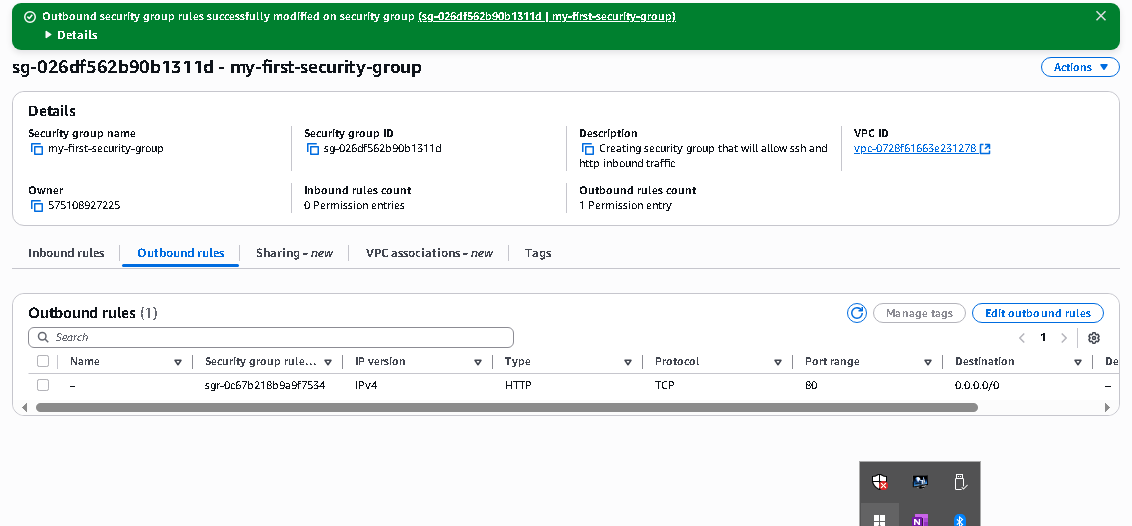 Outbound security group rules successfully modified on security group (sg-026df562b90b1311d | my-first-security-group)
Details
sg-026df562b90b1311d - my-first-security-group
Actions
Details
Security group name
my-first-security-group
Security group ID
sg-026df562b90b1311d
Description
Creating security group that will allow ssh and
http inbound traffic
VPC ID
vpc-0728f61663e231278
Owner
575108927225
Inbound rules count
0 Permission entries
Outbound rules count
1 Permission entry
Inbound rules
Outbound rules
Sharing - new
VPC associations - new
Tags
Outbound rules (1)
Manage tags
Edit outbound rules
Search
1
Name
Security group rule...
IP version
Type
Protocol
Port range
Destination
De
–
sgr-0c67b218b9a9f7534
IPv4
HTTP
TCP
80
0.0.0.0/0
–